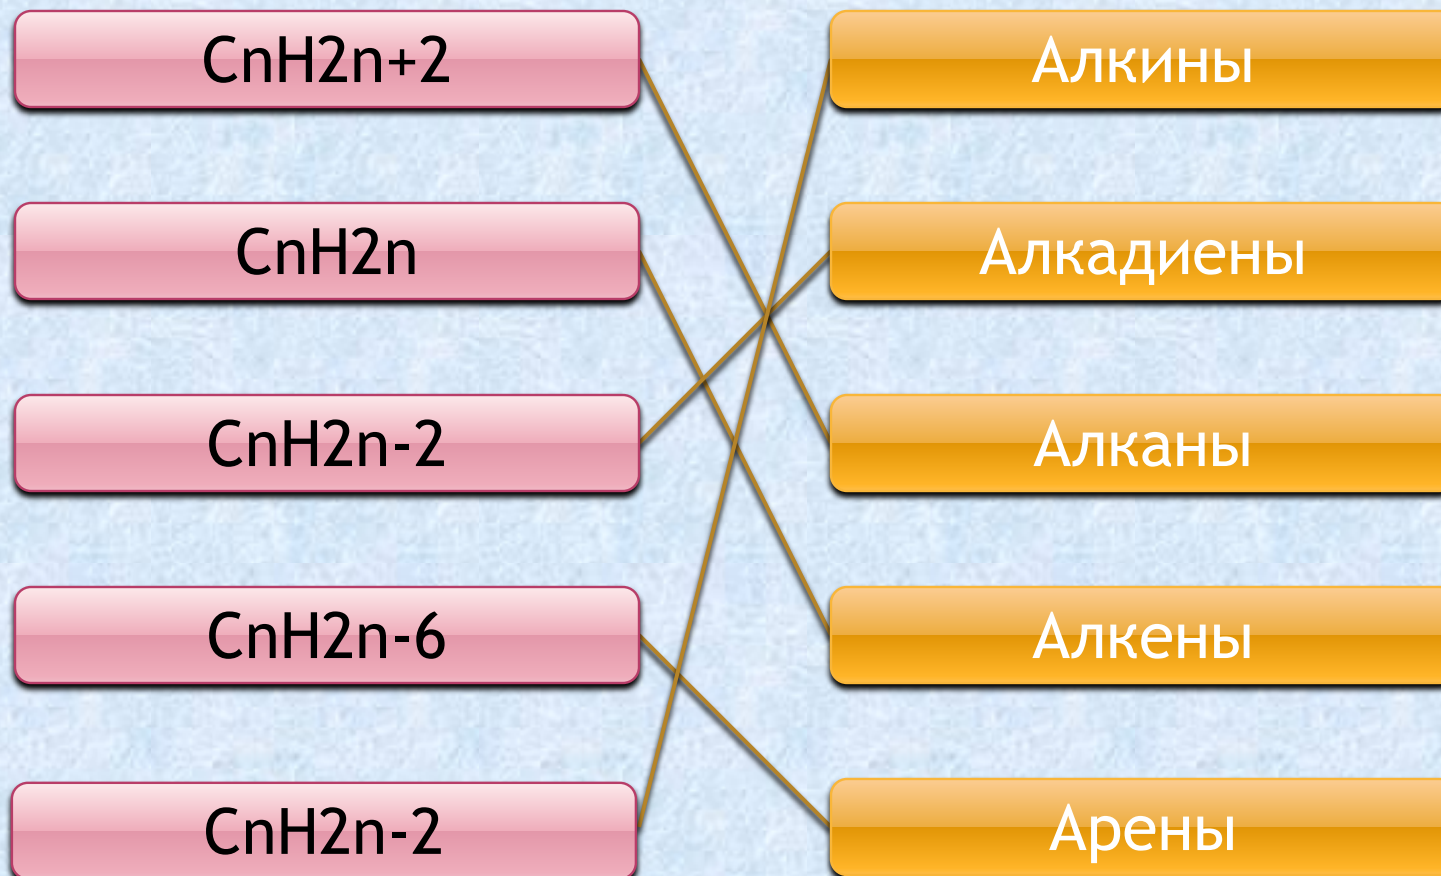 CnH2n+2
Алкины
CnH2n
Алкадиены
CnH2n-2
Алканы
CnH2n-6
Алкены
CnH2n-2
Арены